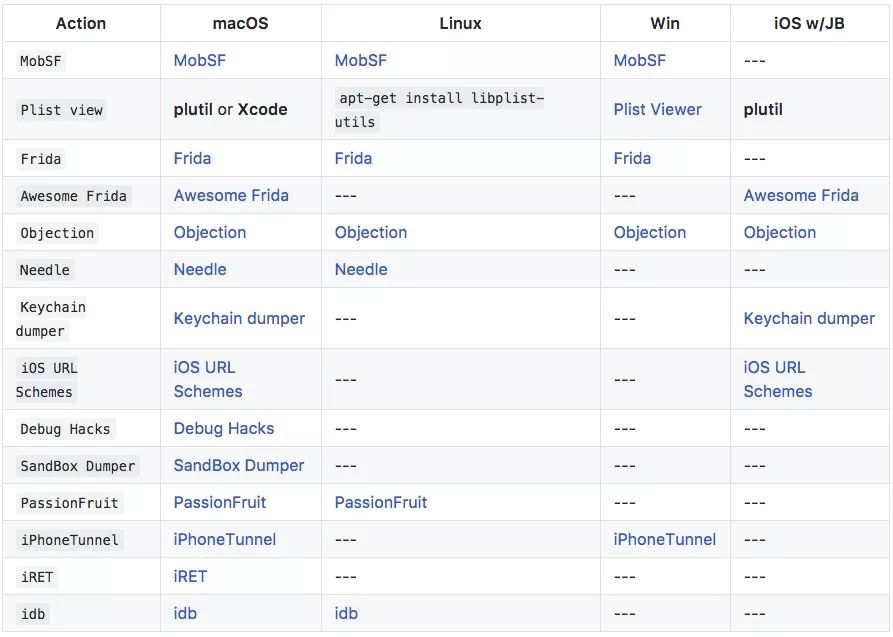 Action macOS Linux Win iOS w/JB
MobSF MobSF MobSF MobSF ---
Plist view plutil or Xcode apt-get install libplist-
utils Plist Viewer plutil
Frida Frida Frida Frida ---
Awesome Frida Awesome Frida --- --- Awesome Frida
Objection Objection Objection Objection Objection
Needle Needle Needle --- ---
Keychain
dumper Keychain dumper --- --- Keychain dumper
iOS URL
Schemes iOS URL
Schemes --- --- iOS URL
Schemes
Debug Hacks Debug Hacks --- --- ---
SandBox Dumper SandBox Dumper --- --- ---
PassionFruit PassionFruit PassionFruit --- ---
iPhoneTunnel iPhoneTunnel --- iPhoneTunnel ---
iRET iRET --- --- ---
idb idb idb --- ---